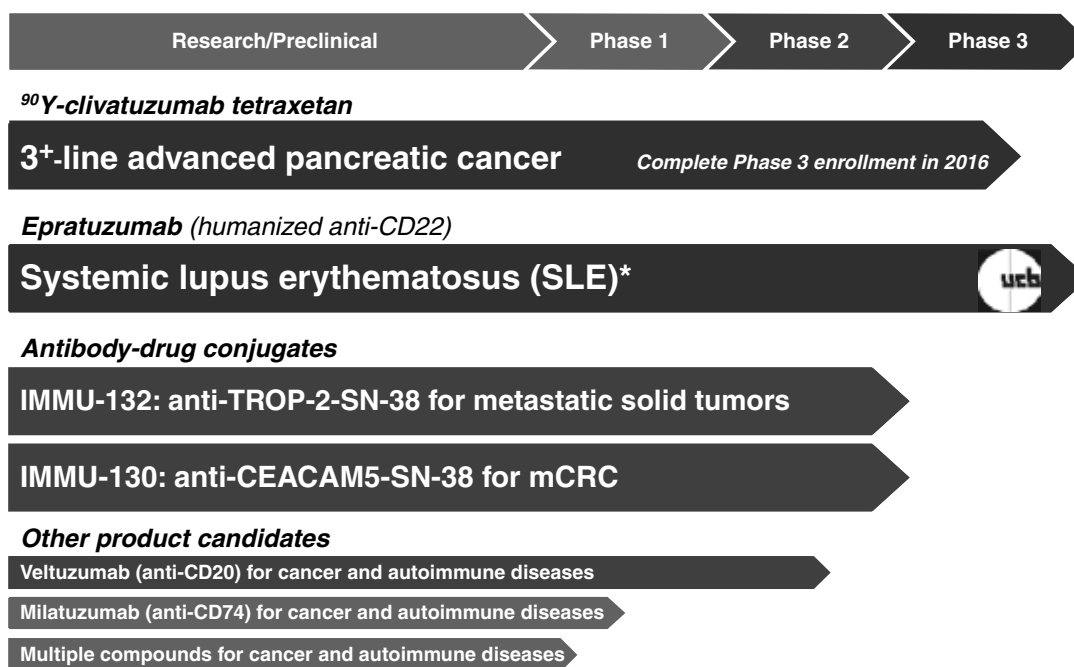 Research/Preclinical Phase 1 Phase 2 Phase 3
⁹⁰Y-clivatuzumab tetraxetan
3⁺-line advanced pancreatic cancer Complete Phase 3 enrollment in 2016
Epratuzumab (humanized anti-CD22)
Systemic lupus erythematosus (SLE)* ucb
Antibody-drug conjugates
IMMU-132: anti-TROP-2-SN-38 for metastatic solid tumors
IMMU-130: anti-CEACAM5-SN-38 for mCRC
Other product candidates
Veltuzumab (anti-CD20) for cancer and autoimmune diseases
Milatuzumab (anti-CD74) for cancer and autoimmune diseases
Multiple compounds for cancer and autoimmune diseases